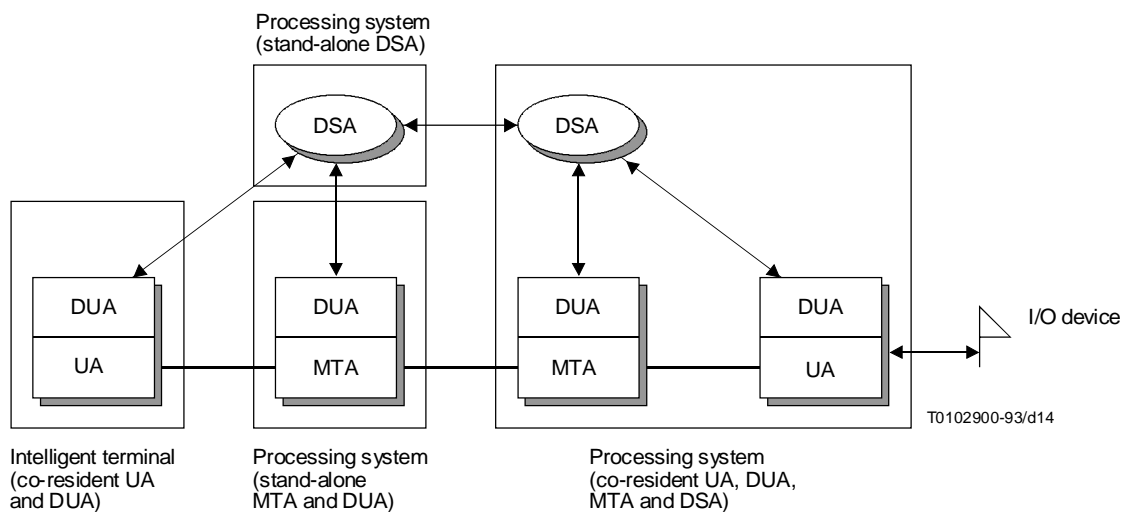 Processing system
(stand-alone DSA)
DSA
DSA
DUA
UA
DUA
MTA
DUA
MTA
DUA
UA
I/O device
T0102900-93/d14
Intelligent terminal
(co-resident UA
and DUA)
Processing system
(stand-alone
MTA and DUA)
Processing system
(co-resident UA, DUA,
MTA and DSA)